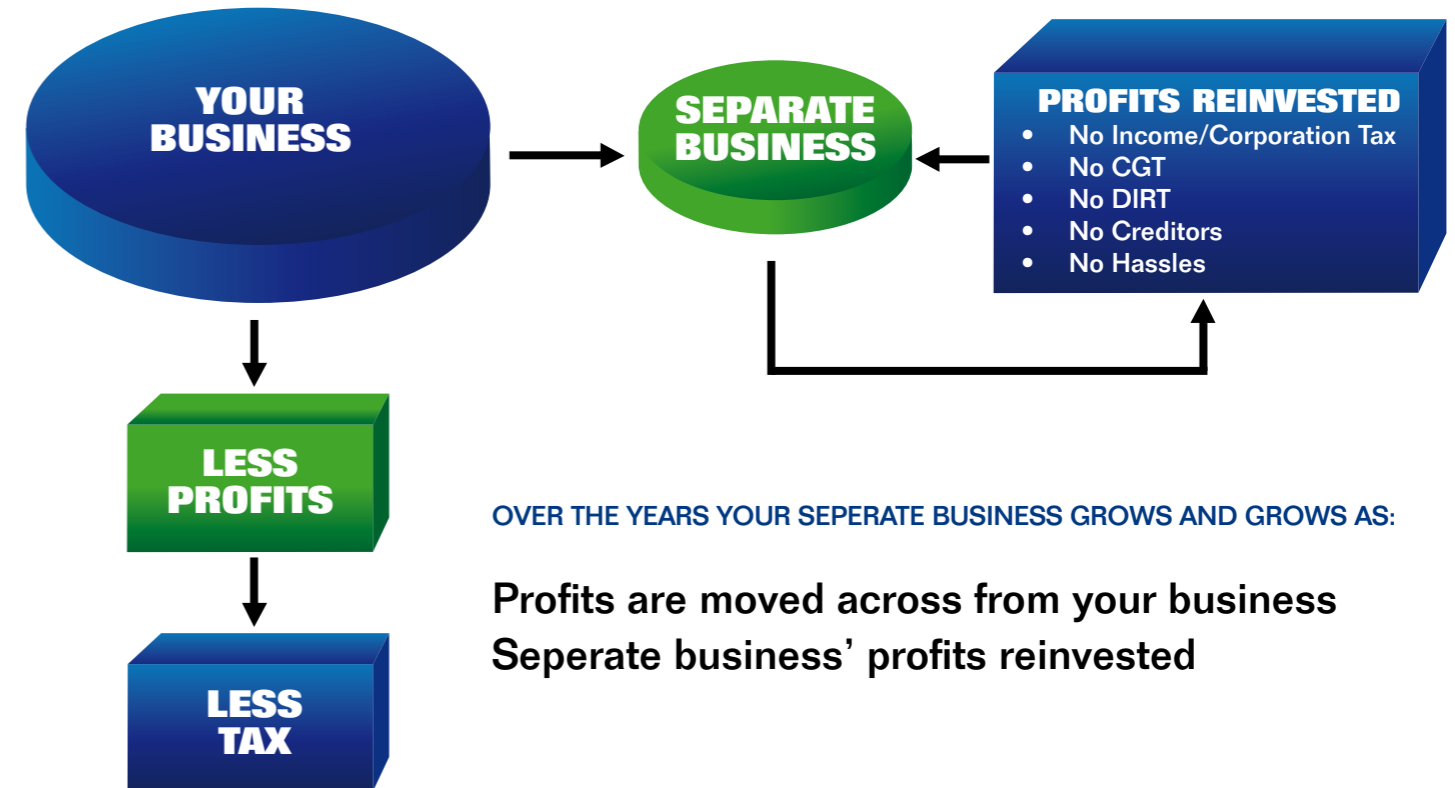 YOUR
BUSINESS
SEPARATE
BUSINESS
PROFITS REINVESTED
• No Income/Corporation Tax
• No CGT
• No DIRT
• No Creditors
• No Hassles
LESS
PROFITS
LESS
TAX
OVER THE YEARS YOUR SEPERATE BUSINESS GROWS AND GROWS AS:
Profits are moved across from your business
Seperate business’ profits reinvested